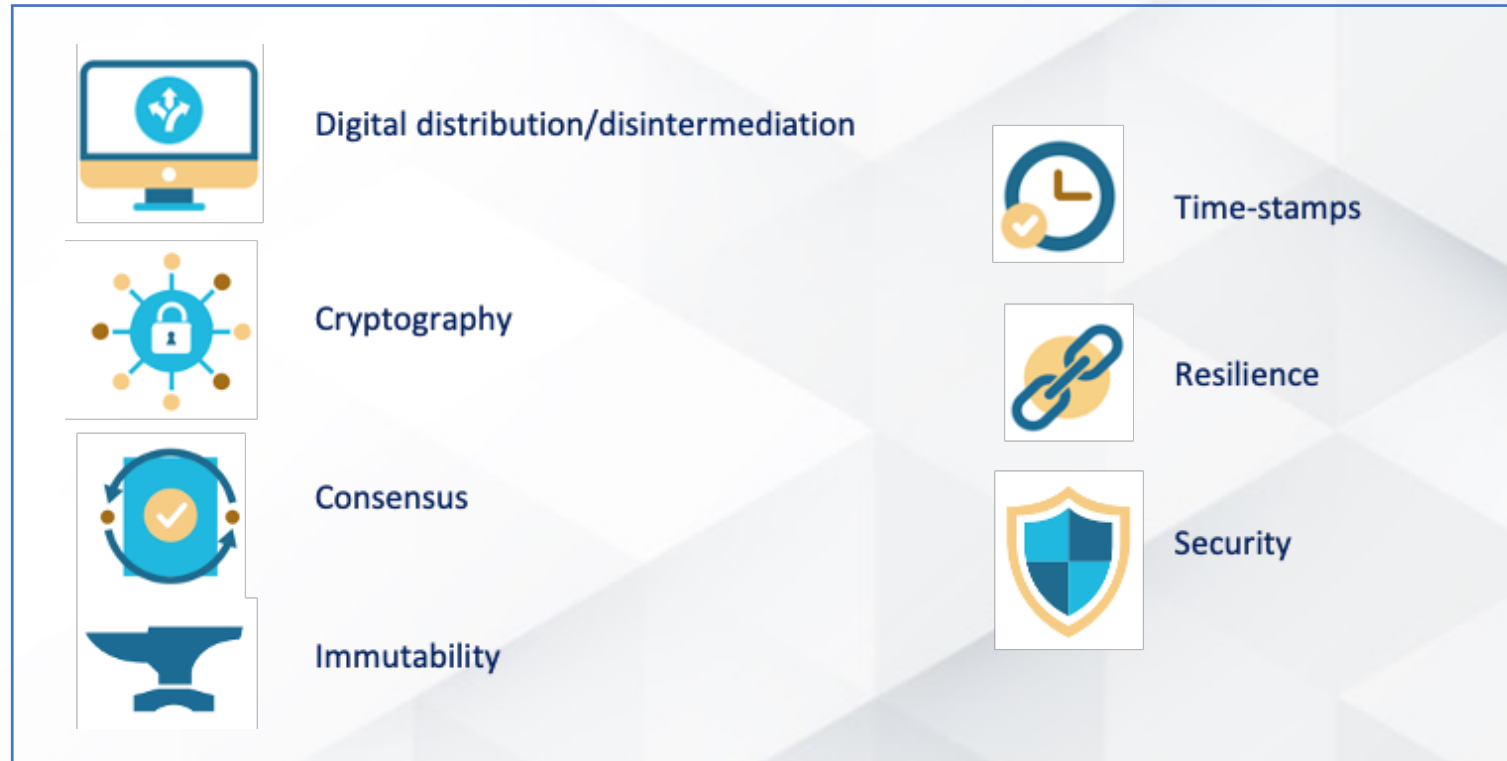 Digital distribution/disintermediation
Cryptography
Consensus
Immutability
Time-stamps
Resilience
Security